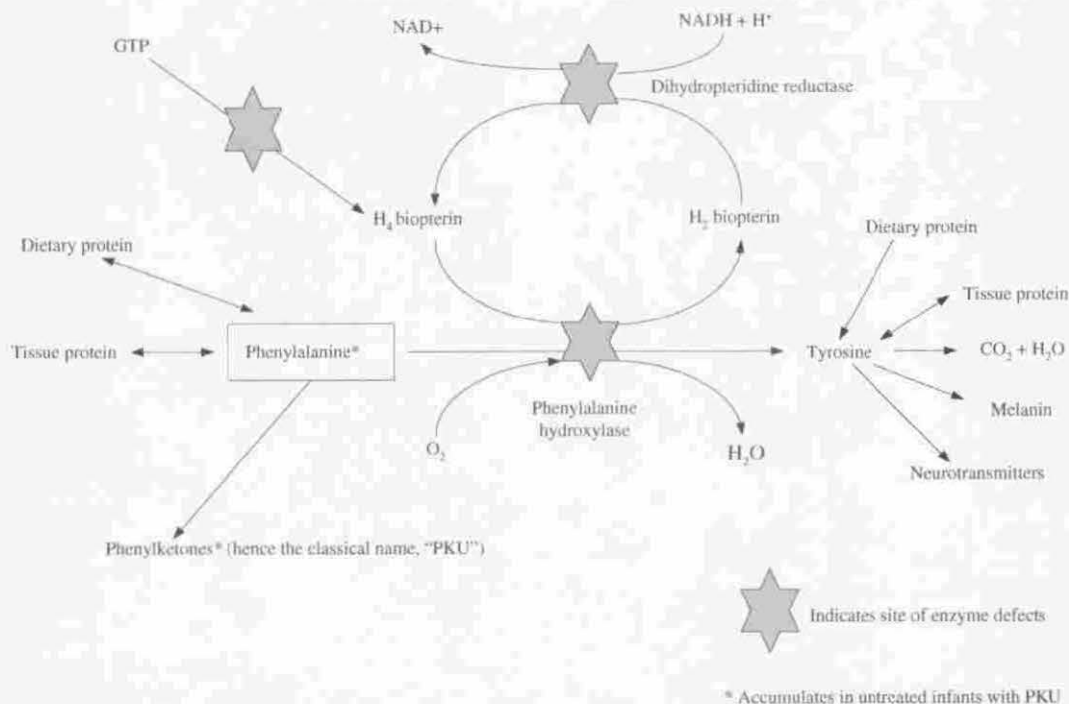 NAD+
NADH + H⁺
GTP
Dihydropteridine reductase
H₄ biopterin
H₂ biopterin
Dietary protein
Dietary protein
Tissue protein
Tissue protein
Phenylalanine*
Tyrosine
CO₂ + H₂O
Phenylalanine
hydroxylase
Melanin
O₂
H₂O
Neurotransmitters
Phenylketones* (hence the classical name, “PKU”)
Indicates site of enzyme defects
* Accumulates in untreated infants with PKU